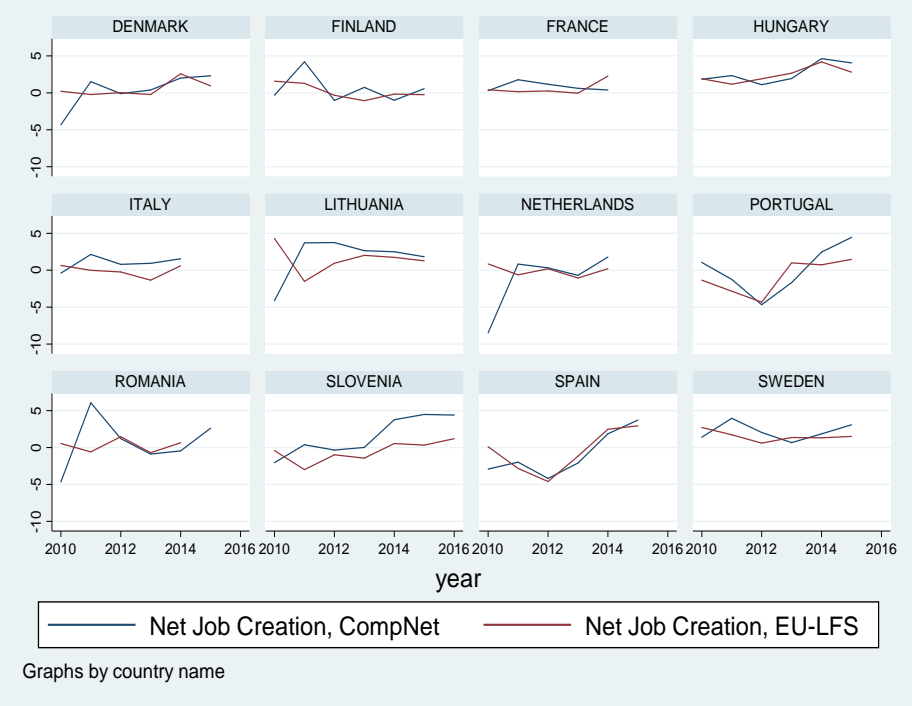 DENMARK FINLAND FRANCE HUNGARY
5
0
-5
-10
ITALY LITHUANIA NETHERLANDS PORTUGAL
5
0
-5
-10
ROMANIA SLOVENIA SPAIN SWEDEN
5
0
-5
-10
2010 2012 2014 2016 2010 2012 2014 2016 2010 2012 2014 2016 2010 2012 2014 2016
year
Net Job Creation, CompNet Net Job Creation, EU-LFS
Graphs by country name